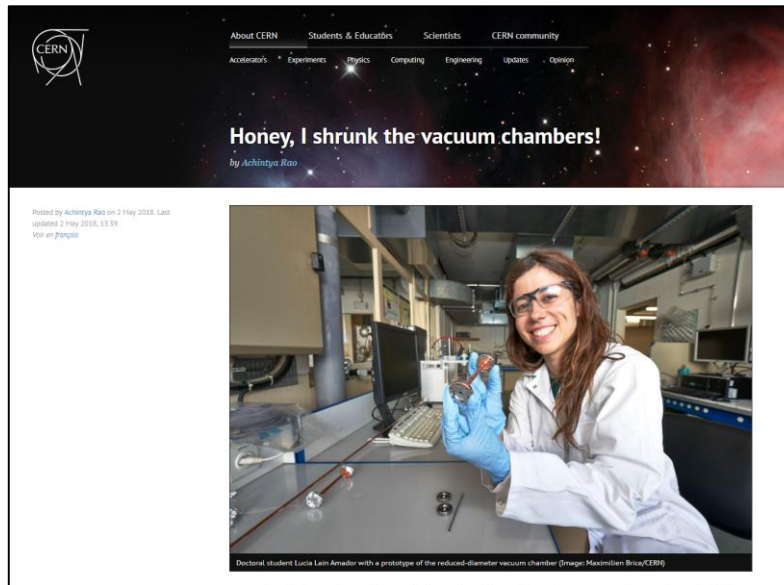 CERN
About CERN Students & Educators Scientists CERN community
Accelerators Experiments Physics Computing Engineering Updates Opinion
Honey, I shrunk the vacuum chambers!
by Achintya Rao
Posted by Achintya Rao on 2 May 2018. Last
updated 2 May 2018, 13.39
Voir en français
Doctoral student Lucia Lain Amador with a prototype of the reduced-diameter vacuum chamber (Image: Maximilien Brice/CERN)